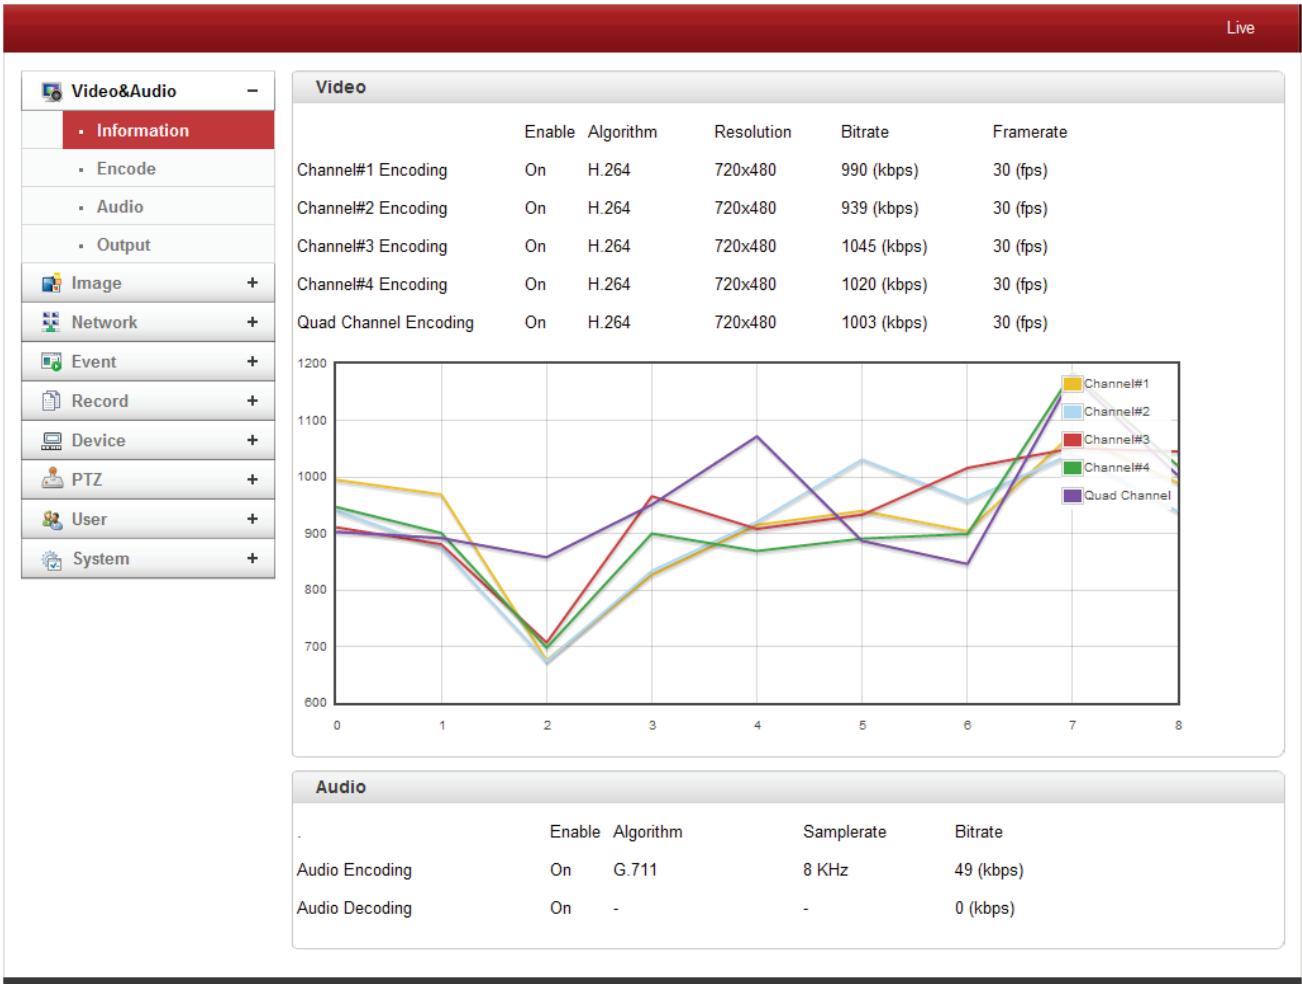 Live
Video&Audio −
Information
Encode
Audio
Output
Image +
Network +
Event +
Record +
Device +
PTZ +
User +
System +
Video
Enable Algorithm Resolution Bitrate Framerate
Channel#1 Encoding On H.264 720x480 990 (kbps) 30 (fps)
Channel#2 Encoding On H.264 720x480 939 (kbps) 30 (fps)
Channel#3 Encoding On H.264 720x480 1045 (kbps) 30 (fps)
Channel#4 Encoding On H.264 720x480 1020 (kbps) 30 (fps)
Quad Channel Encoding On H.264 720x480 1003 (kbps) 30 (fps)
1200
1100
1000
900
800
700
600
0 1 2 3 4 5 6 7 8
Channel#1
Channel#2
Channel#3
Channel#4
Quad Channel
Audio
. Enable Algorithm Samplerate Bitrate
Audio Encoding On G.711 8 KHz 49 (kbps)
Audio Decoding On - - 0 (kbps)